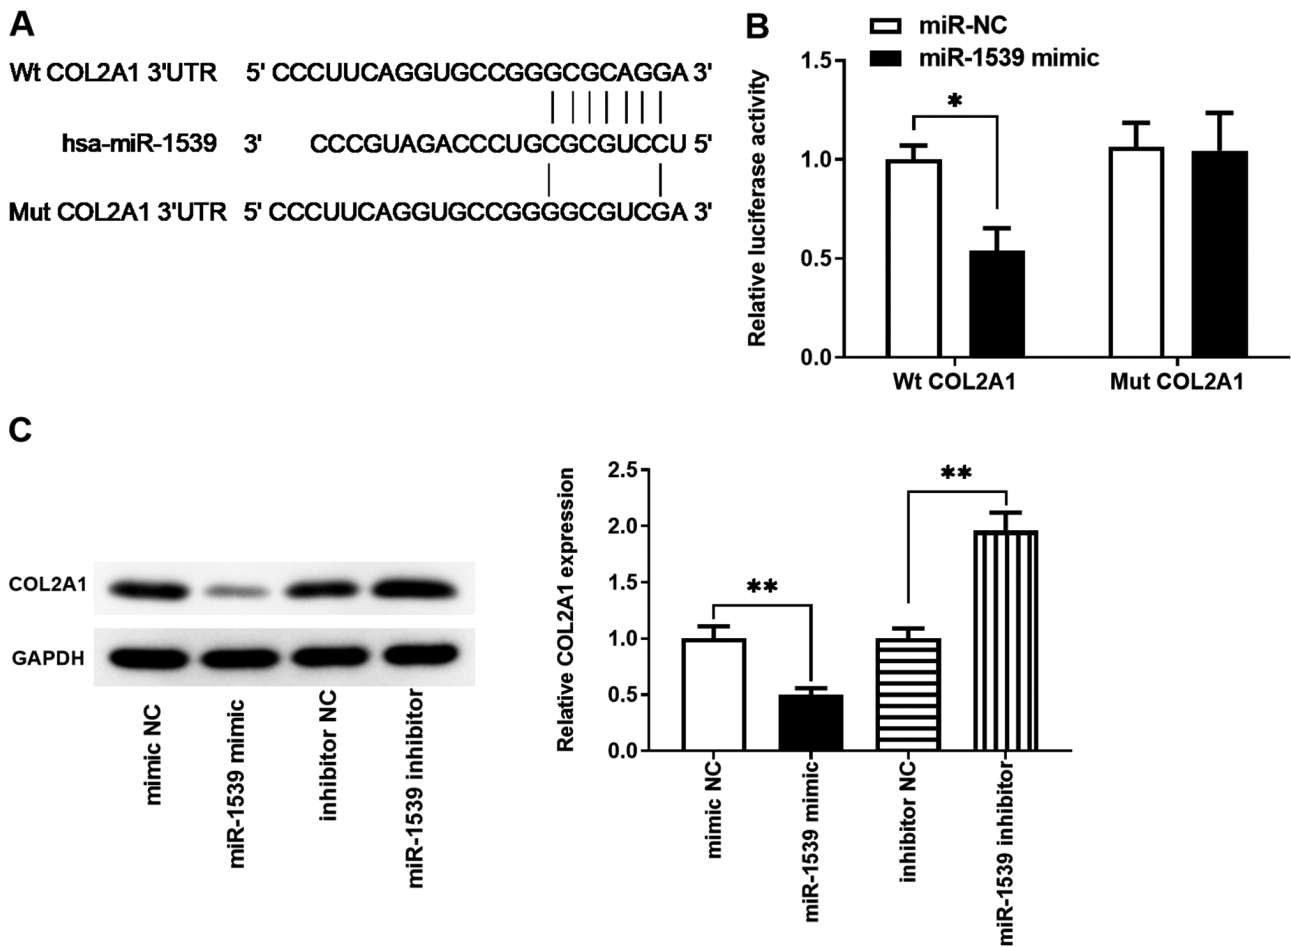 A
Wt COL2A1 3'UTR 5' CCCUUCAGGUGCCGGGCGCAGGA 3'
hsa-miR-1539 3' CCCGUAGACCCUGCGCGUCCU 5'
Mut COL2A1 3'UTR 5' CCCUUCAGGUGCCGGGGCGUCGA 3'
B
miR-NC
miR-1539 mimic
Relative luciferase activity
1.5
1.0
0.5
0.0
*
Wt COL2A1
Mut COL2A1
C
COL2A1
GAPDH
mimic NC
miR-1539 mimic
inhibitor NC
miR-1539 inhibitor
Relative COL2A1 expression
2.5
2.0
1.5
1.0
0.5
0.0
**
**
mimic NC
miR-1539 mimic
inhibitor NC
miR-1539 inhibitor